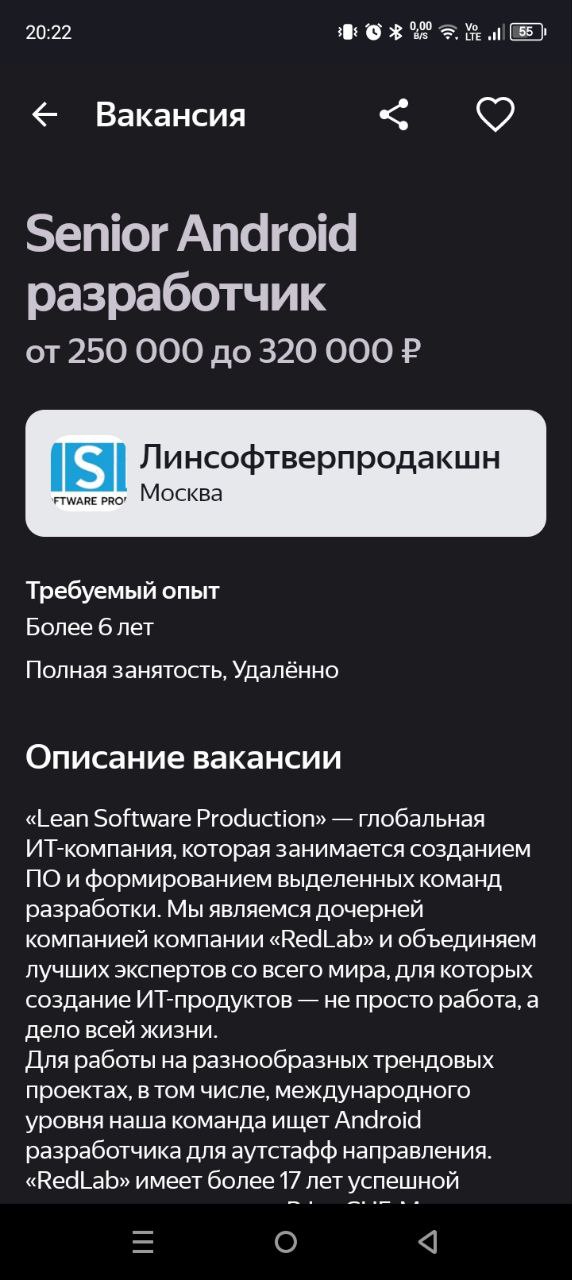 20:22
0,00
B/S
Vo
LTE
55
Вакансия
Senior Android
разработчик
от 250 000 до 320 000 ₽
S
FTWARE PRO
Линсофтверпродакшн
Москва
Требуемый опыт
Более 6 лет
Полная занятость, Удалённо
Описание вакансии
«Lean Software Production» — глобальная
ИТ-компания, которая занимается созданием
ПО и формированием выделенных команд
разработки. Мы являемся дочерней
компанией компании «RedLab» и объединяем
лучших экспертов со всего мира, для которых
создание ИТ-продуктов — не просто работа, а
дело всей жизни.
Для работы на разнообразных трендовых
проектах, в том числе, международного
уровня наша команда ищет Android
разработчика для аутстафф направления.
«RedLab» имеет более 17 лет успешной